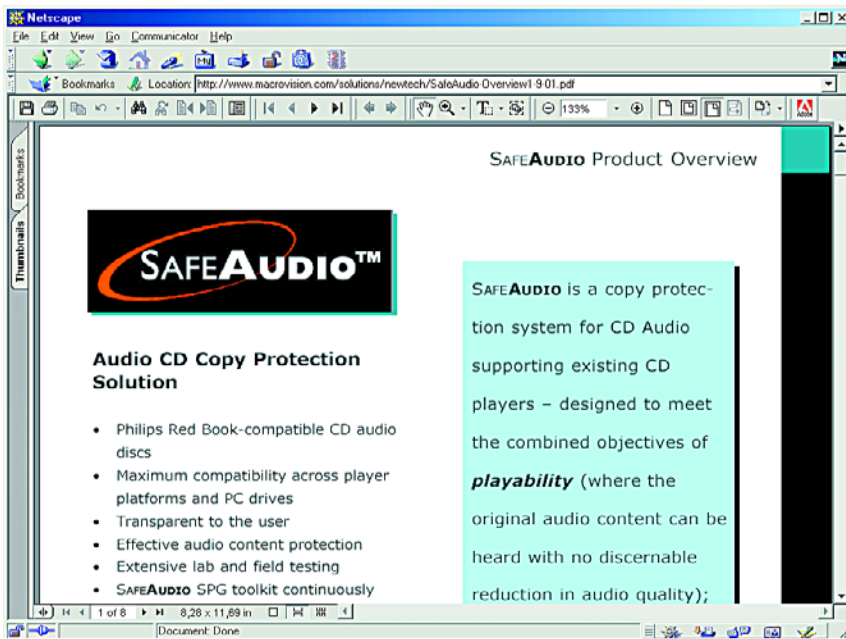 Netscape
File Edit View Go Communicator Help
Bookmarks Location: http://www.macrovision.com/solutions/newtech/SafeAudio-Overview1-9-01.pdf
133%
Adobe
Bookmarks
Thumbnails
SAFEAUDIO Product Overview
SAFEAUDIO™
Audio CD Copy Protection
Solution
• Philips Red Book-compatible CD audio
discs
• Maximum compatibility across player
platforms and PC drives
• Transparent to the user
• Effective audio content protection
• Extensive lab and field testing
• SAFEAUDIO SPG toolkit continuously
SAFEAUDIO is a copy protec-
tion system for CD Audio
supporting existing CD
players – designed to meet
the combined objectives of
playability (where the
original audio content can be
heard with no discernable
reduction in audio quality);
1 of 8 8,28 x 11,69 in
Document: Done